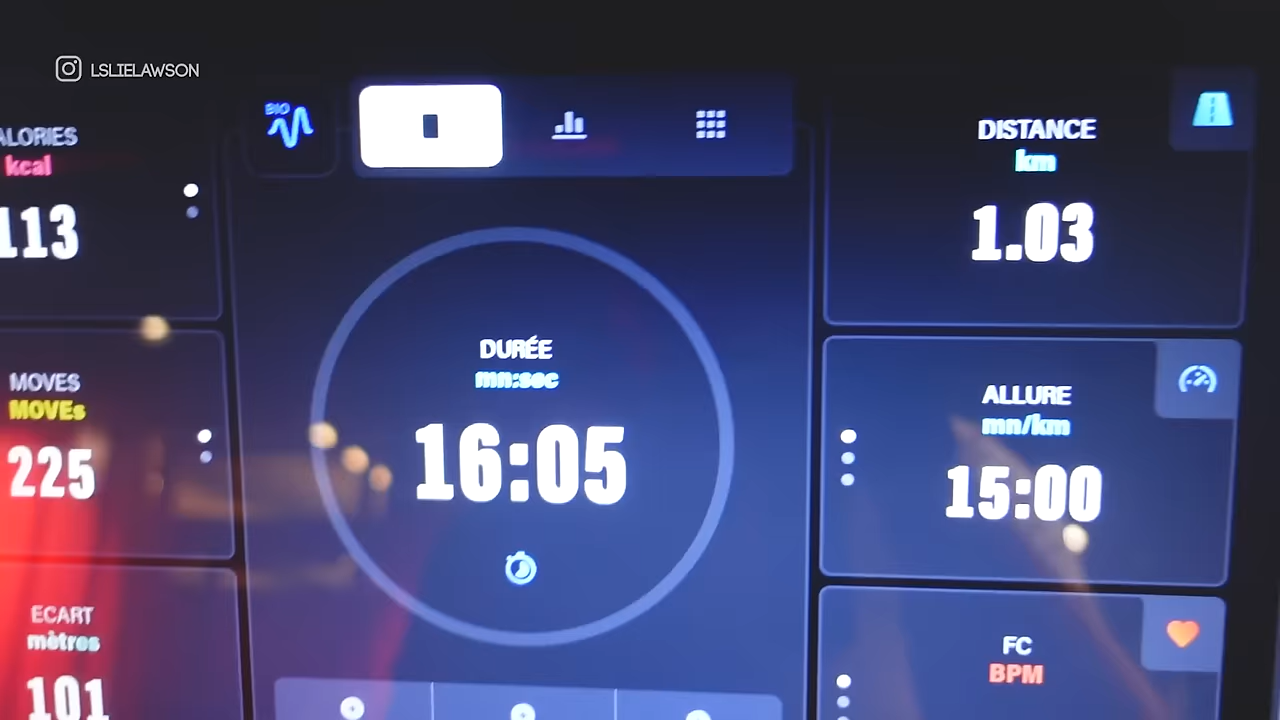 LSLIELAWSON
BIO
ALORIES
kcal
113
MOVES
MOVEs
225
ECART
mètres
101
DURÉE
mn:sec
16:05
DISTANCE
km
1.03
ALLURE
mn/km
15:00
FC
BPM